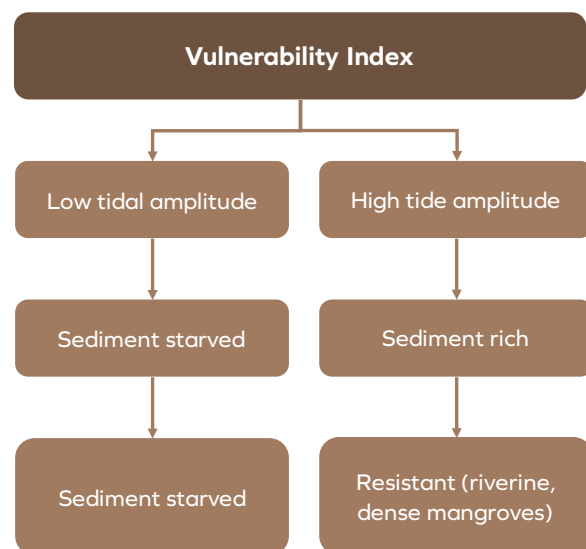 Vulnerability Index
Low tidal amplitude
High tide amplitude
Sediment starved
Sediment rich
Sediment starved
Resistant (riverine,
dense mangroves)